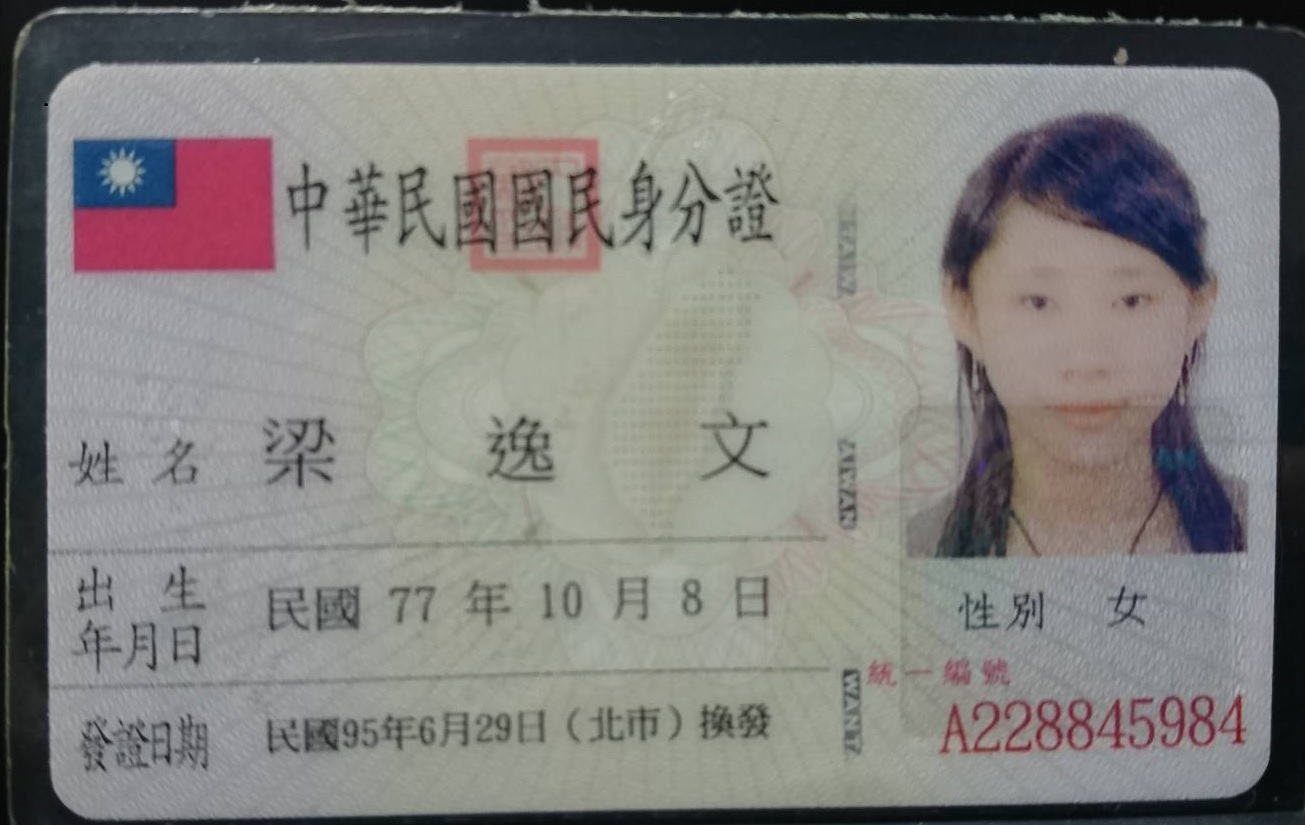 中華民國國民身分證
姓名 梁逸文
出生年月日 民國 77 年 10 月 8 日
發證日期 民國95年6月29日（北市）換發
性別 女
統一編號
A228845984
TAIWAN
TAIWAN
TAIWAN